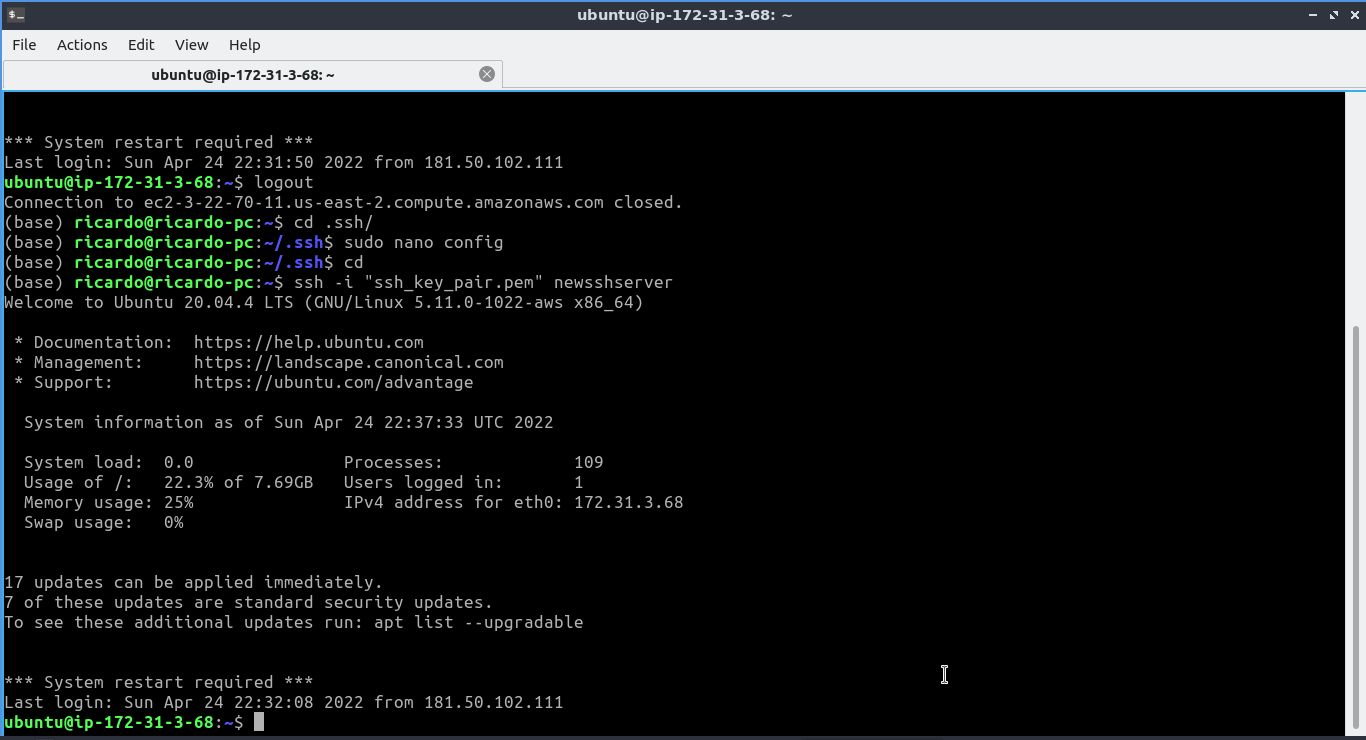 $_
ubuntu@ip-172-31-3-68: ~
File Actions Edit View Help
ubuntu@ip-172-31-3-68: ~
*** System restart required ***
Last login: Sun Apr 24 22:31:50 2022 from 181.50.102.111
ubuntu@ip-172-31-3-68:~$ logout
Connection to ec2-3-22-70-11.us-east-2.compute.amazonaws.com closed.
(base) ricardo@ricardo-pc:~$ cd .ssh/
(base) ricardo@ricardo-pc:~/.ssh$ sudo nano config
(base) ricardo@ricardo-pc:~/.ssh$ cd
(base) ricardo@ricardo-pc:~$ ssh -i "ssh_key_pair.pem" newsshserver
Welcome to Ubuntu 20.04.4 LTS (GNU/Linux 5.11.0-1022-aws x86_64)
* Documentation:  https://help.ubuntu.com
* Management:     https://landscape.canonical.com
* Support:        https://ubuntu.com/advantage
System information as of Sun Apr 24 22:37:33 UTC 2022
System load:  0.0               Processes:             109
Usage of /:   22.3% of 7.69GB   Users logged in:       1
Memory usage: 25%               IPv4 address for eth0: 172.31.3.68
Swap usage:   0%
17 updates can be applied immediately.
7 of these updates are standard security updates.
To see these additional updates run: apt list --upgradable
*** System restart required ***
Last login: Sun Apr 24 22:32:08 2022 from 181.50.102.111
ubuntu@ip-172-31-3-68:~$